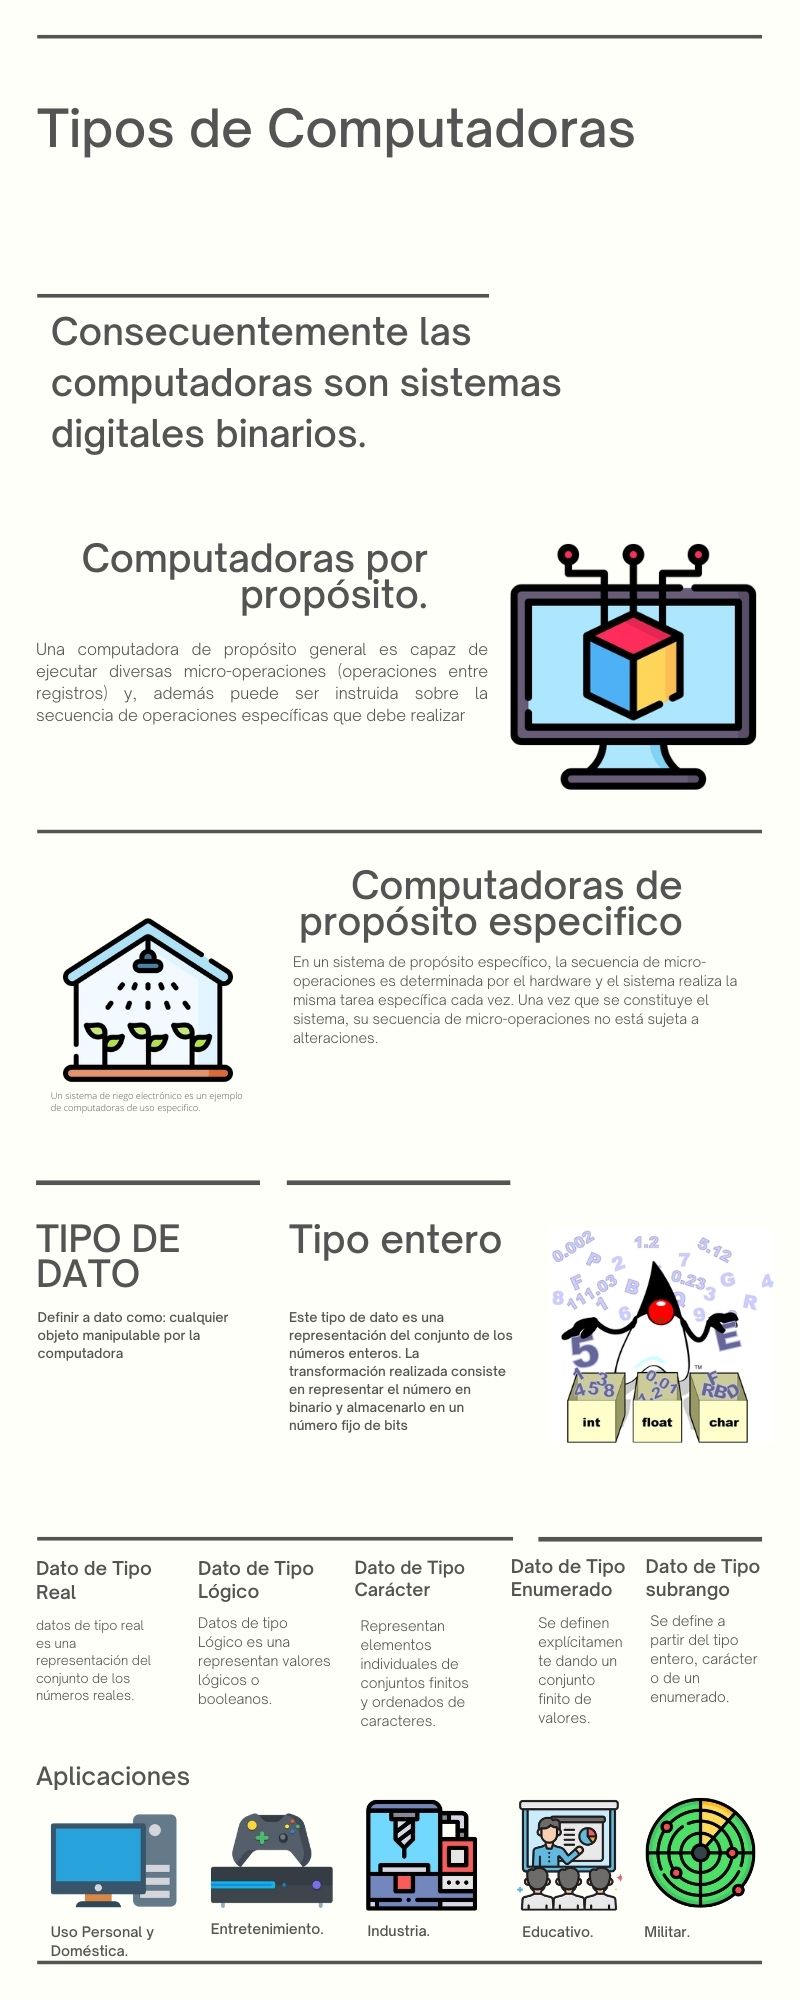 Tipos de Computadoras
Consecuentemente las
computadoras son sistemas
digitales binarios.
Computadoras por
propósito.
Una computadora de propósito general es capaz de
ejecutar diversas micro-operaciones (operaciones entre
registros) y, además puede ser instruida sobre la
secuencia de operaciones específicas que debe realizar
Computadoras de
propósito especifico
En un sistema de propósito específico, la secuencia de micro-
operaciones es determinada por el hardware y el sistema realiza la
misma tarea específica cada vez. Una vez que se constituye el
sistema, su secuencia de micro-operaciones no está sujeta a
alteraciones.
Un sistema de riego electrónico es un ejemplo
de computadoras de uso especifico.
TIPO DE
DATO
Definir a dato como: cualquier
objeto manipulable por la
computadora
Tipo entero
Este tipo de dato es una
representación del conjunto de los
números enteros. La
transformación realizada consiste
en representar el número en
binario y almacenarlo en un
número fijo de bits
0.002
1.2
5.12
P
2
7
F
111.03
B
0.23
G
4
8
1
6
3
9
R
5
E
TM
4 5 3 8
0.01
1.2
F
RBD
int
float
char
Dato de Tipo
Real
datos de tipo real
es una
representación del
conjunto de los
números reales.
Dato de Tipo
Lógico
Datos de tipo
Lógico es una
representan valores
lógicos o
booleanos.
Dato de Tipo
Carácter
Representan
elementos
individuales de
conjuntos finitos
y ordenados de
caracteres.
Dato de Tipo
Enumerado
Se definen
explícitamen
te dando un
conjunto
finito de
valores.
Dato de Tipo
subrango
Se define a
partir del tipo
entero, carácter
o de un
enumerado.
Aplicaciones
Uso Personal y
Doméstica.
Entretenimiento.
Industria.
Educativo.
Militar.